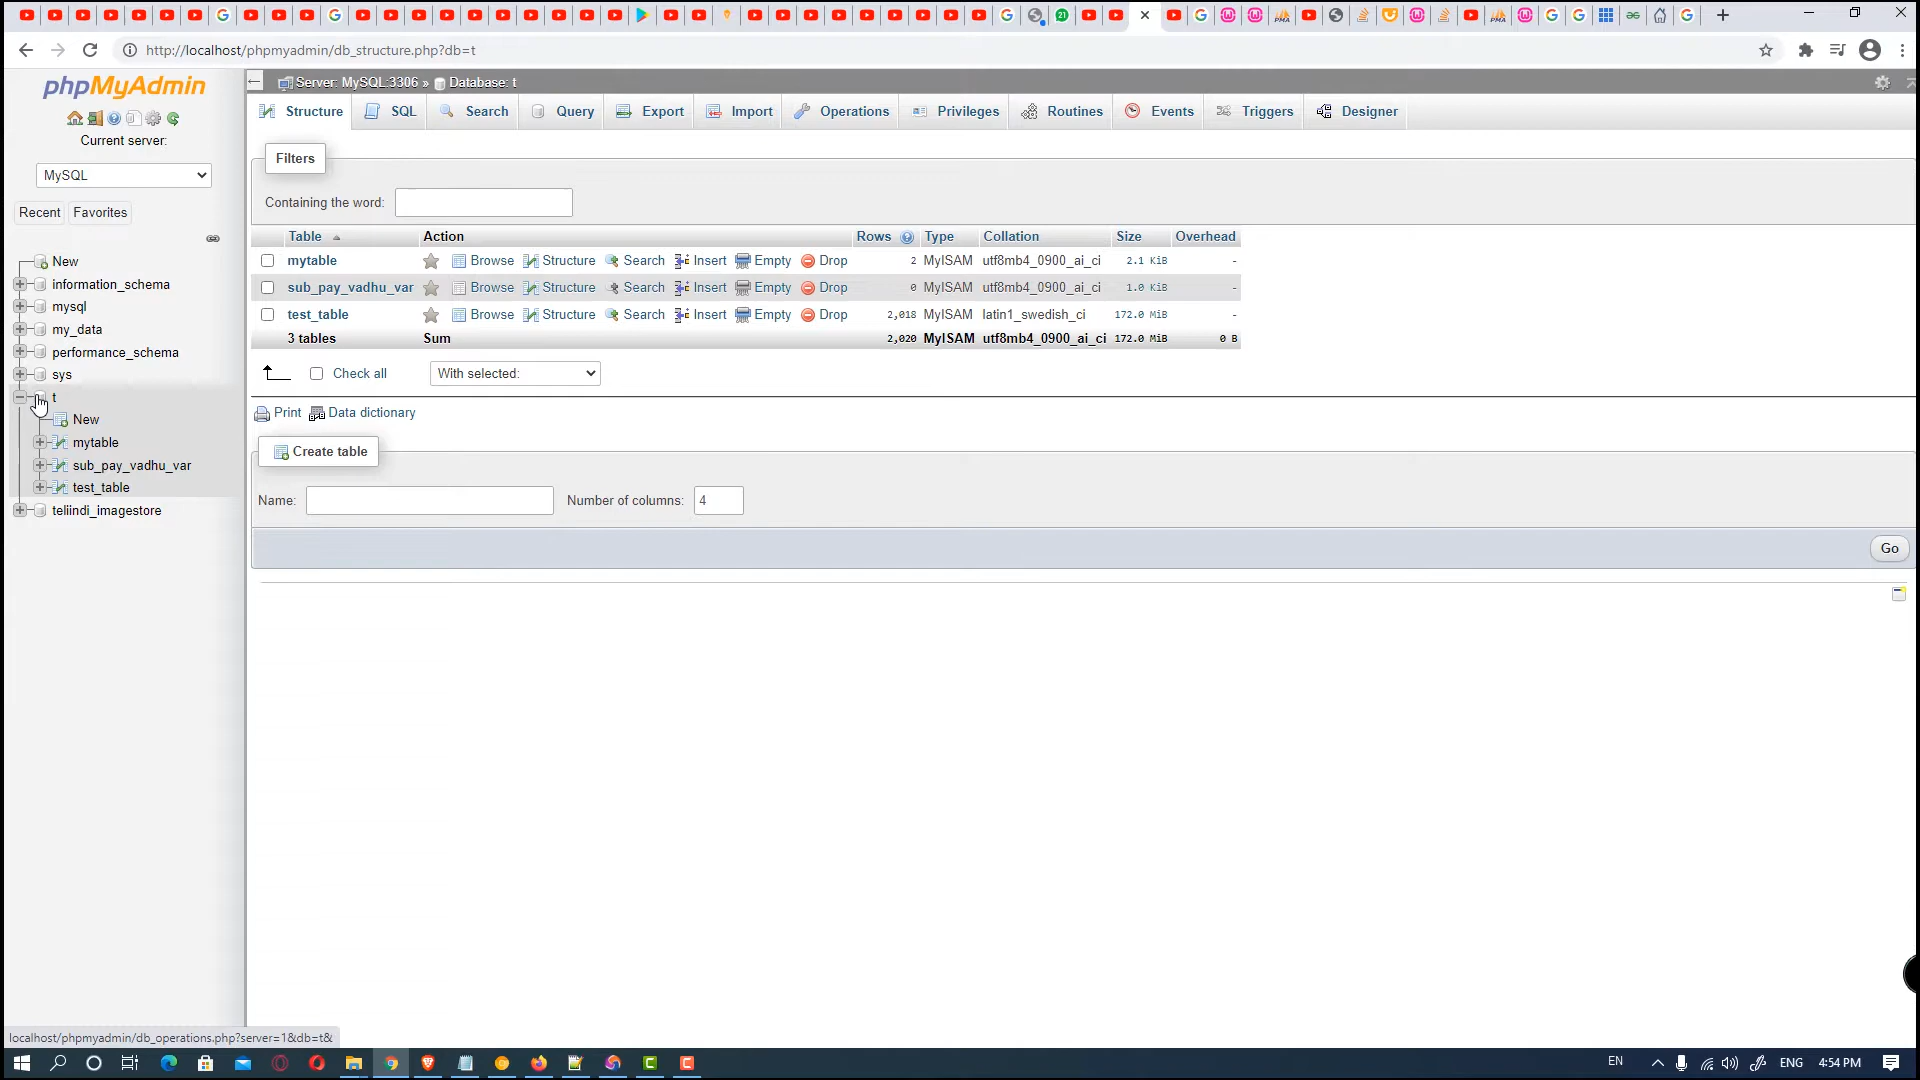 http://localhost/phpmyadmin/db_structure.php?db=t
phpMyAdmin
Current server:
MySQL
Recent Favorites
New
information_schema
mysql
my_data
performance_schema
sys
t
New
mytable
sub_pay_vadhu_var
test_table
teliindi_imagestore
Server: MySQL:3306 » Database: t
Structure SQL Search Query Export Import Operations Privileges Routines Events Triggers Designer
Filters
Containing the word:
Table Action Rows Type Collation Size Overhead
mytable Browse Structure Search Insert Empty Drop 2 MyISAM utf8mb4_0900_ai_ci 2.1 KiB -
sub_pay_vadhu_var Browse Structure Search Insert Empty Drop 0 MyISAM utf8mb4_0900_ai_ci 1.0 KiB -
test_table Browse Structure Search Insert Empty Drop 2,018 MyISAM latin1_swedish_ci 172.0 MiB -
3 tables Sum 2,020 MyISAM utf8mb4_0900_ai_ci 172.0 MiB 0 B
Check all With selected:
Print Data dictionary
Create table
Name: Number of columns: 4
Go
localhost/phpmyadmin/db_operations.php?server=1&db=t&
EN ENG 4:54 PM